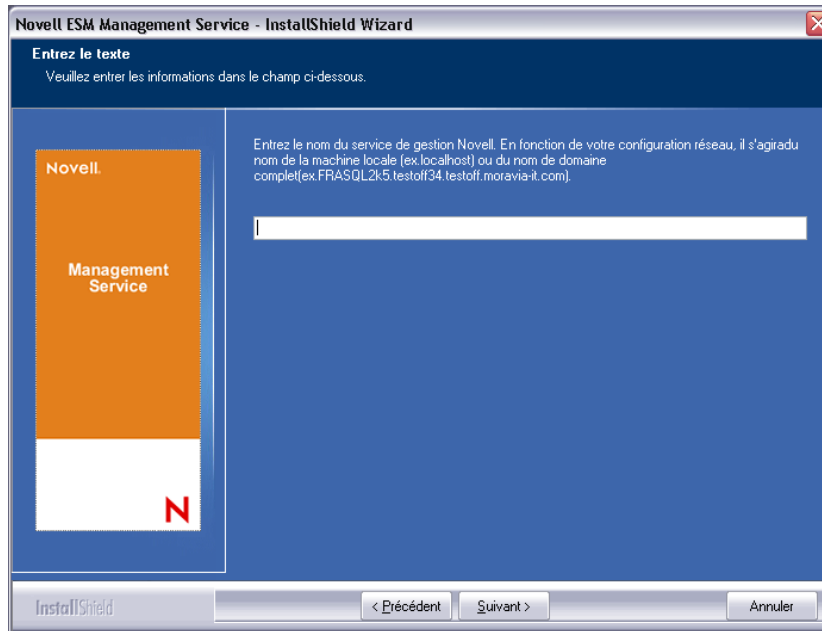 Novell ESM Management Service - InstallShield Wizard
Entrez le texte
Veuillez entrer les informations dans le champ ci-dessous.
Novell.
Management
Service
N
Entrez le nom du service de gestion Novell. En fonction de votre configuration réseau, il s'agiradu
nom de la machine locale (ex.localhost) ou du nom de domaine
complet(ex.FRASQL2k5.testoff34.testoff.moravia-it.com).
InstallShield
< Précédent
Suivant >
Annuler